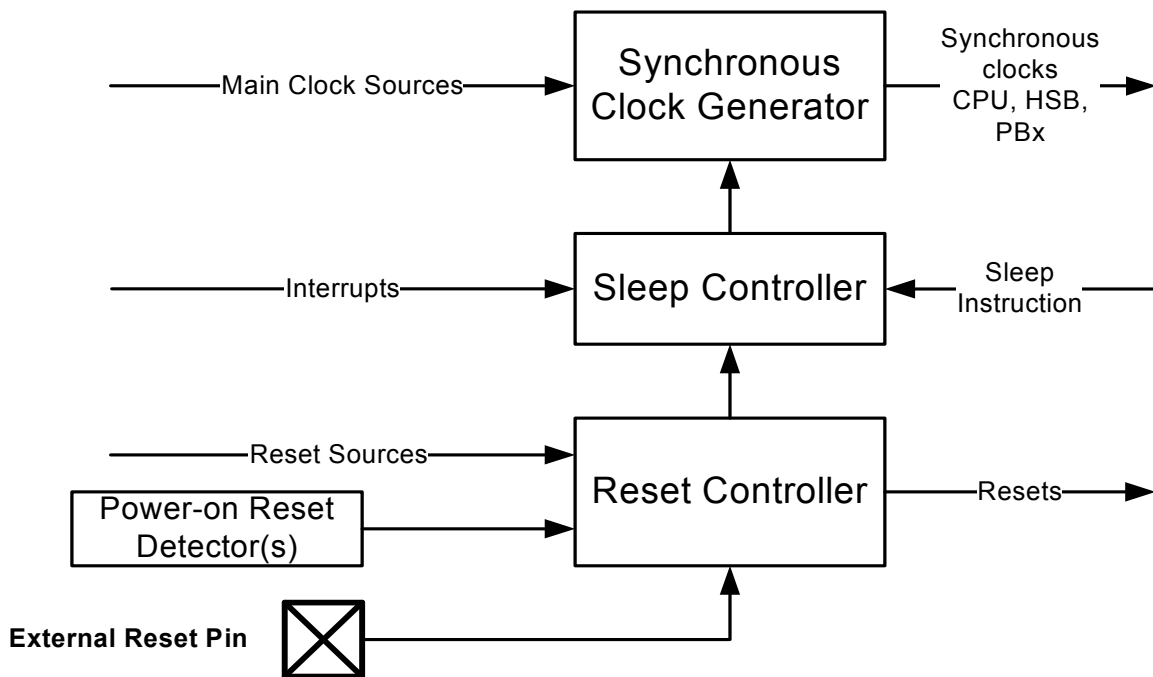 Main Clock Sources
Synchronous
Clock Generator
Synchronous
clocks
CPU, HSB,
PBx
Interrupts
Sleep Controller
Sleep
Instruction
Reset Sources
Reset Controller
Resets
Power-on Reset
Detector(s)
External Reset Pin